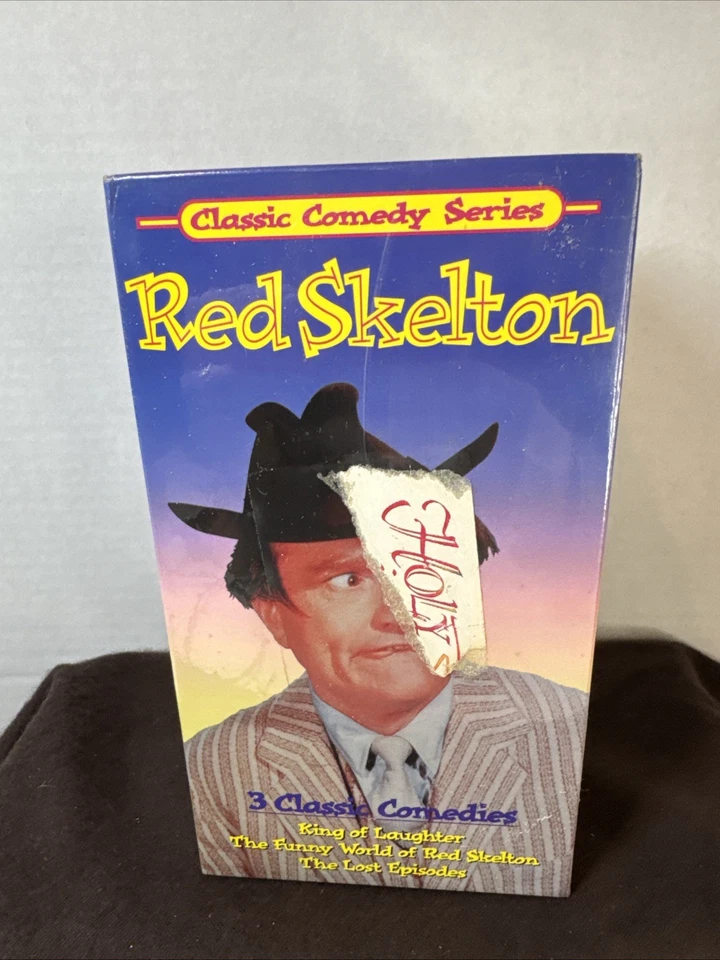 Classic Comedy Series
Red Skelton
HOLY
3 Classic Comedies
King of Laughter
The Funny World of Red Skelton
The Lost Episodes